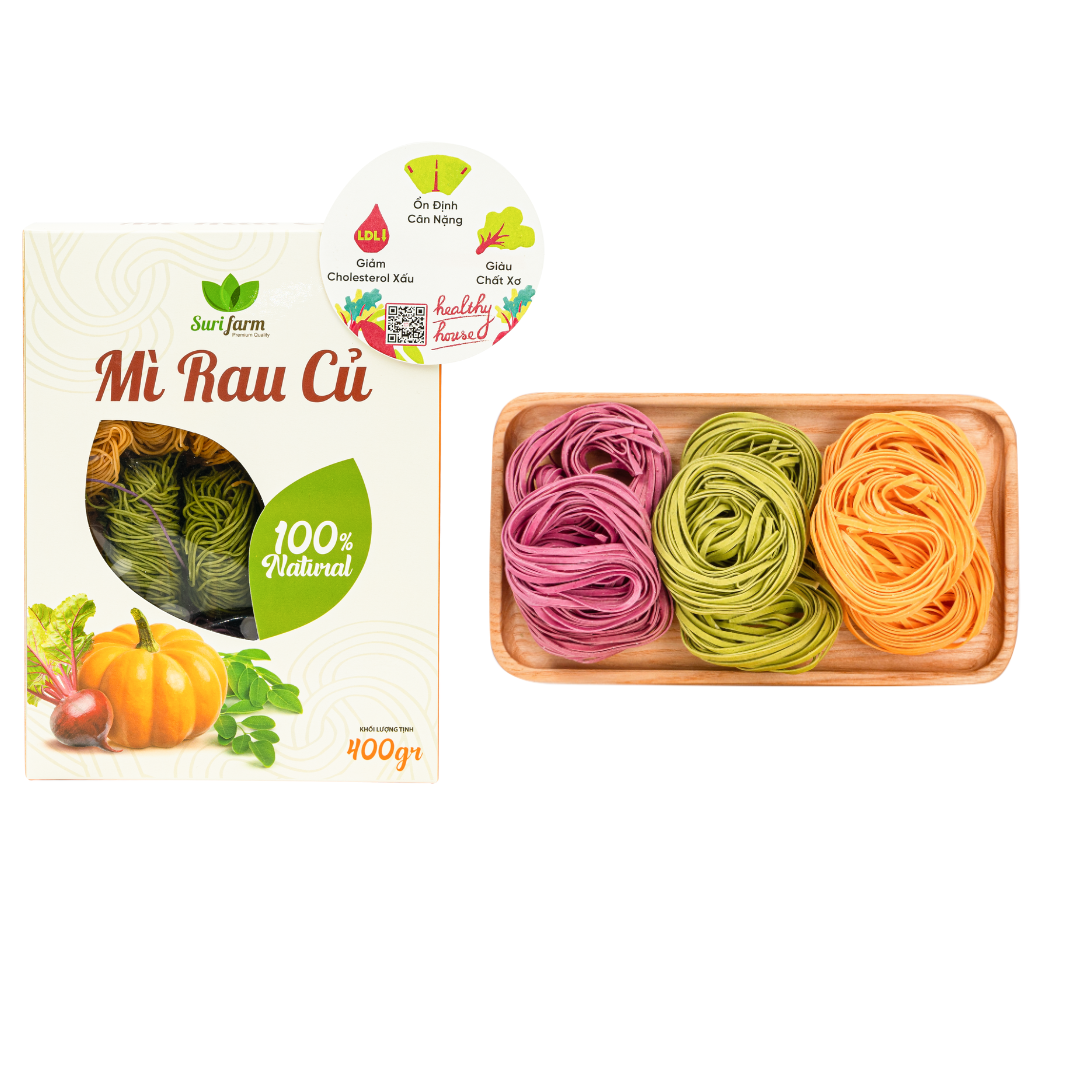 Ổn Định
Cân Nặng
LDL
Giảm
Cholesterol Xấu
Giàu
Chất Xơ
healthy
house
Suri farm
Premium Quality
Mì Rau Củ
100%
Natural
KHỐI LƯỢNG TỊNH
400gr